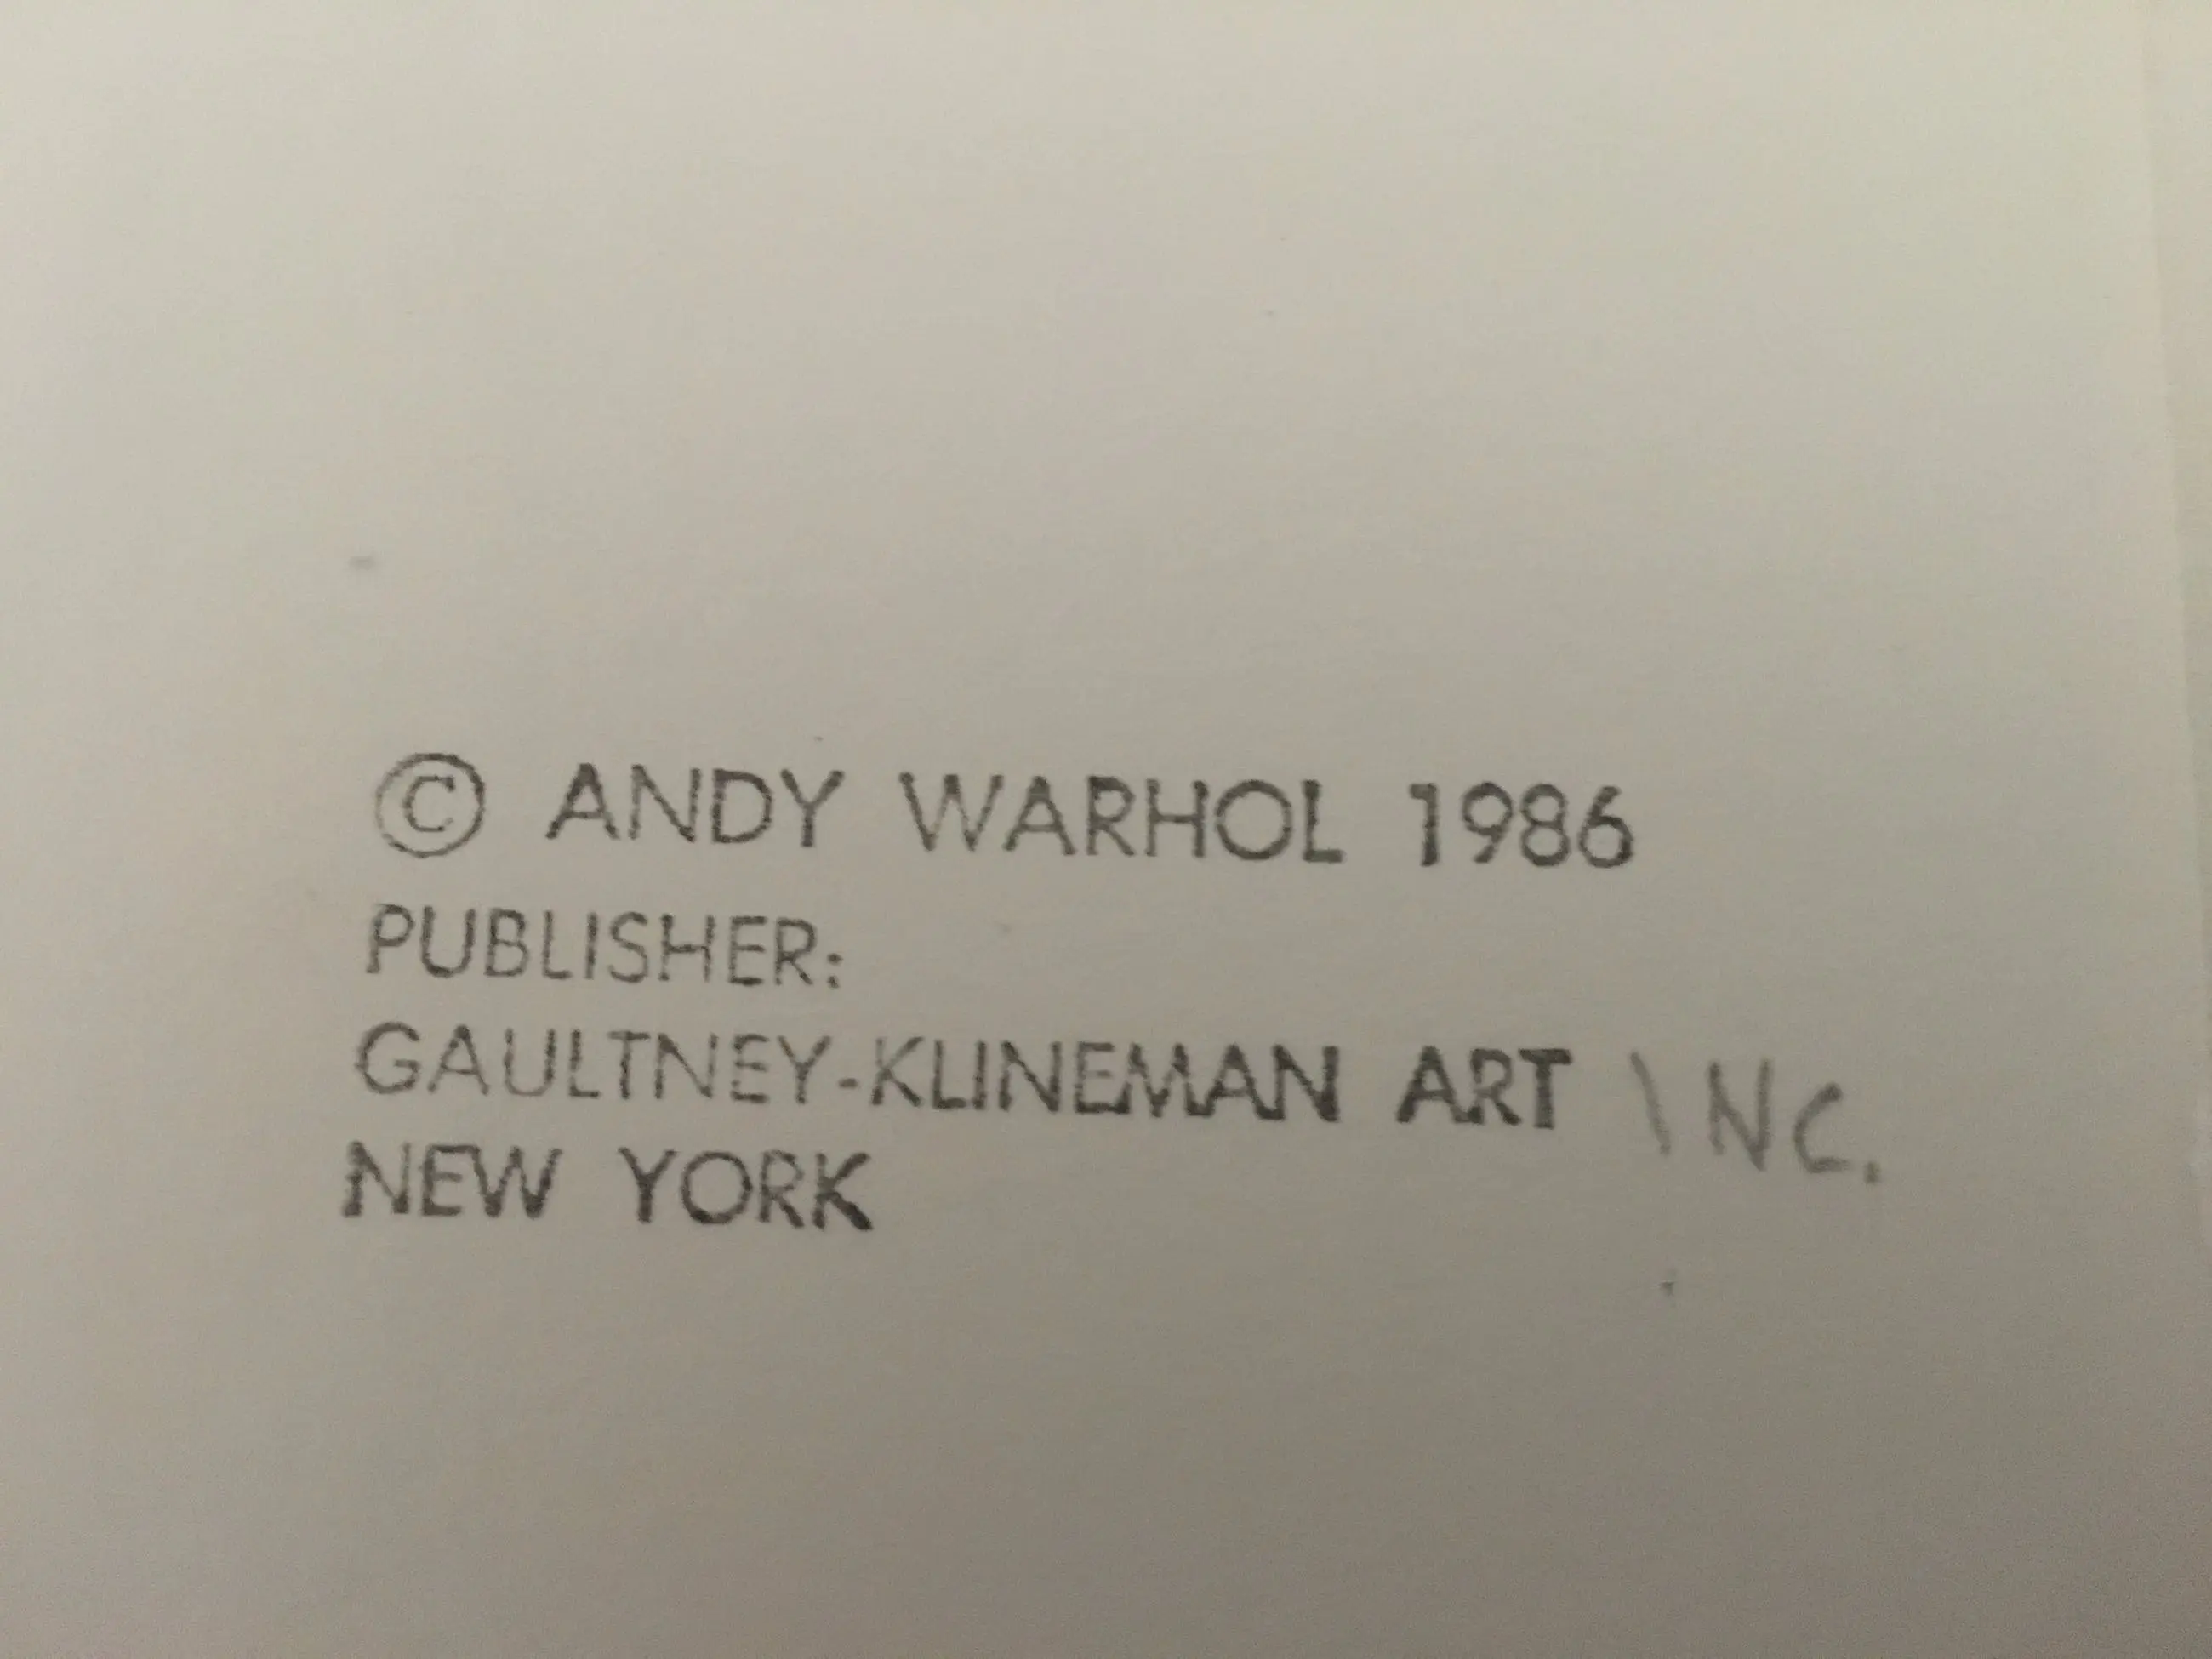 © ANDY WARHOL 1986
PUBLISHER:
GAULTNEY-KLINEMAN ART INC.
NEW YORK